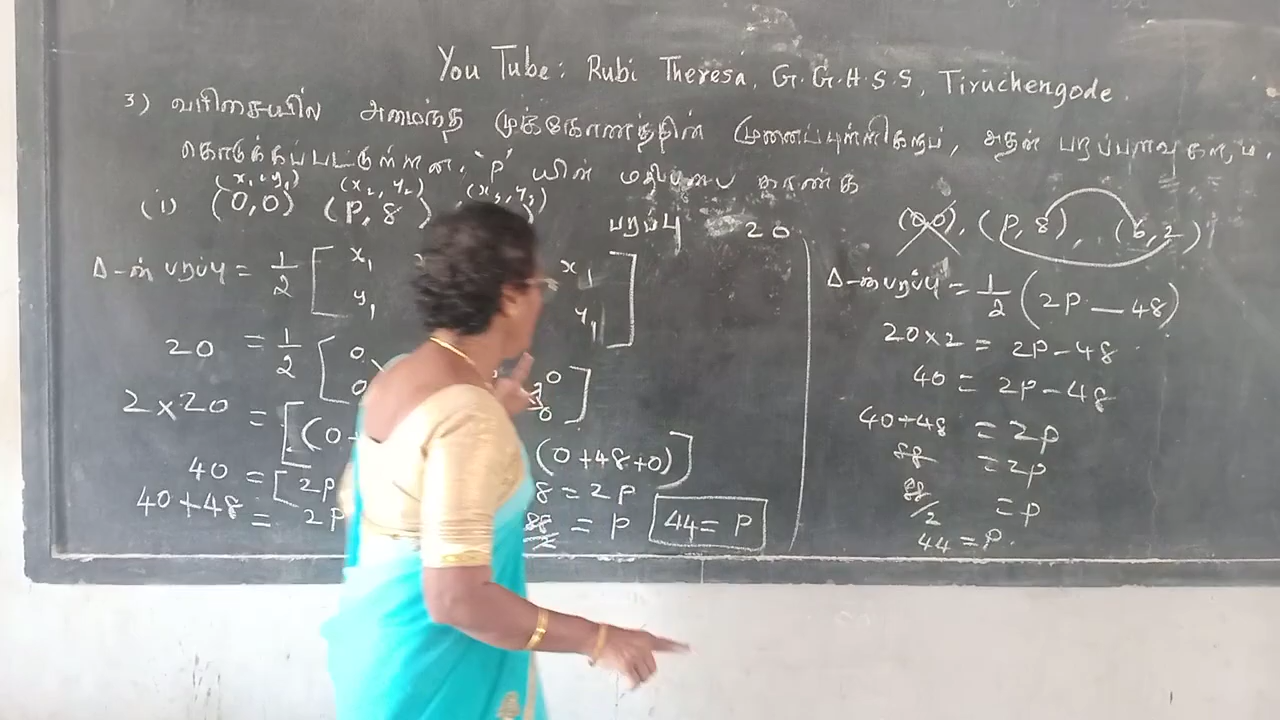 You Tube: Rubi Theresa, G.G.H.S.S, Tiruchengode.
3) வரிசையில் அமைந்த முக்கோணத்தின் முனைப்புள்ளிகளும், அதன் பரப்பளவு
கொடுக்கப்பட்டுள்ளன, 'P' யின் மதிப்பை காண்க
(x₁, y₁) (x₂, y₂) (x₃, y₃)
(i) (0,0) (P, 8) பரப்பு 20
Δ-ன் பரப்பு = 1/2 [ x₁ x₁
y₁ y₁ ]
20 = 1/2 [ 0 0
0 0 ]
2×20 = [(0+ (0+48+0)]
40 = [2P 8 = 2P
40+48 = 2P 88/2 = P 44 = P
(0,0), (P, 8), (6, 2)
Δ-ன் பரப்பு = 1/2 (2P — 48)
20×2 = 2P-48
40 = 2P-48
40+48 = 2P
88 = 2P
88/2 = P
44 = P.